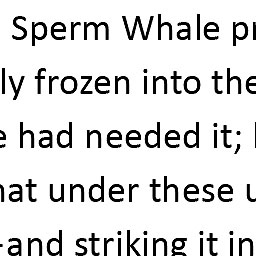 Sperm Whale pr
ly frozen into the
e had needed it;
hat under these u
-and striking it in